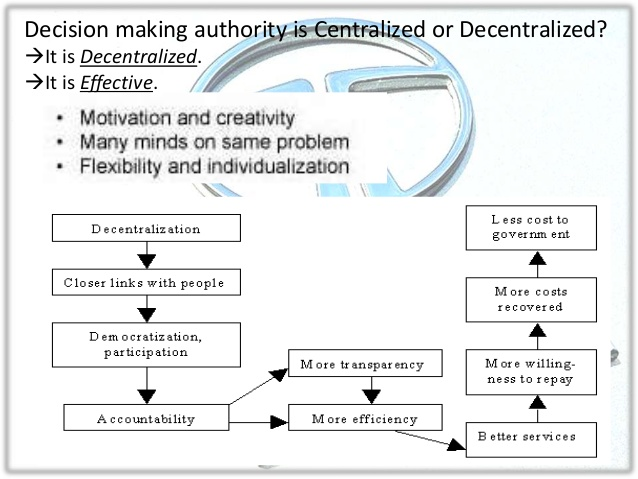 Decision making authority is Centralized or Decentralized?
→It is Decentralized.
→It is Effective.
• Motivation and creativity
• Many minds on same problem
• Flexibility and individualization
Decentralization
Closer links with people
Democratization,
participation
Accountability
More transparency
More efficiency
Better services
More willing-
ness to repay
More costs
recovered
Less cost to
government